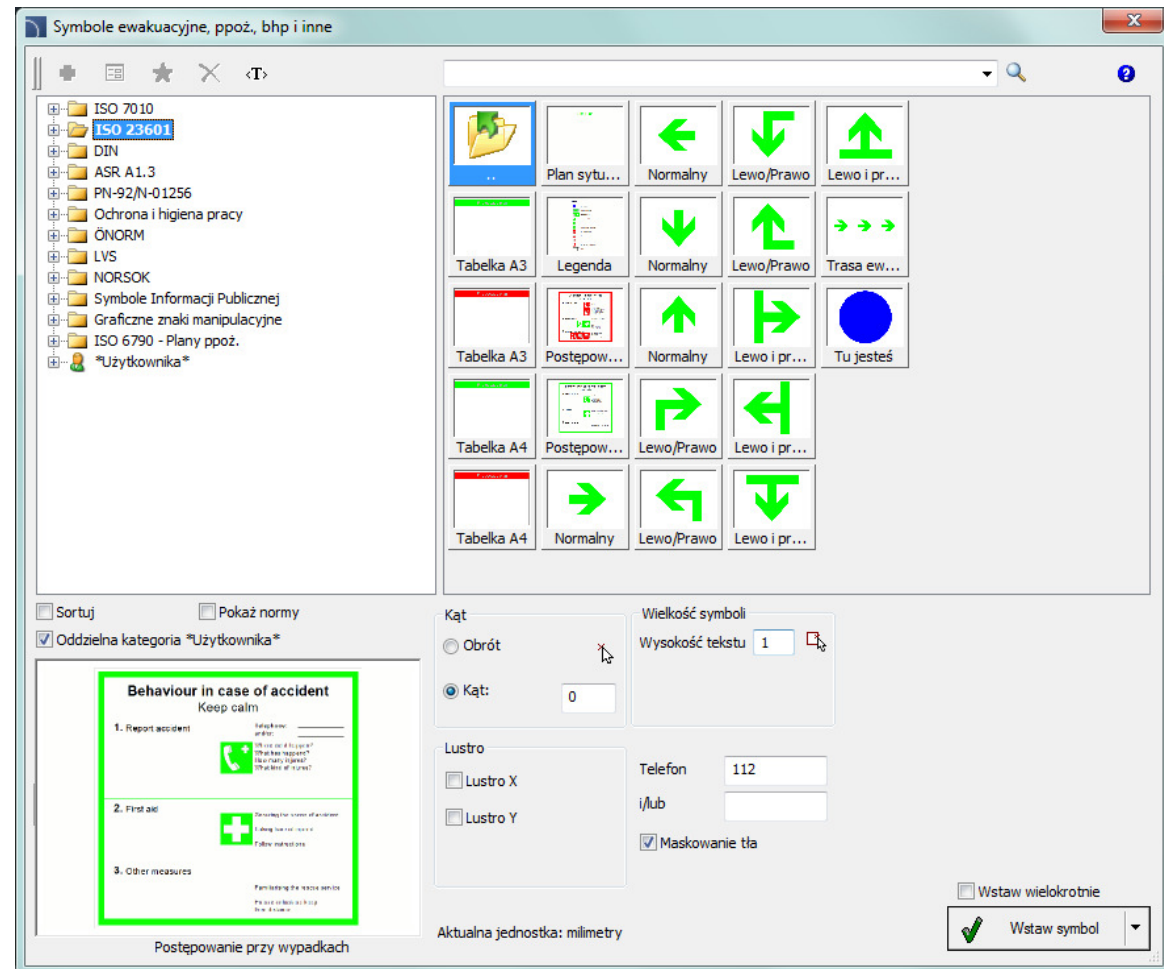 Symbole ewakuacyjne, ppoż., bhp i inne
<T>
ISO 7010
ISO 23601
DIN
ASR A1.3
PN-92/N-01256
Ochrona i higiena pracy
ÖNORM
LVS
NORSOK
Symbole Informacji Publicznej
Graficzne znaki manipulacyjne
ISO 6790 - Plany ppoż.
*Użytkownika*
..
Plan sytu...
Normalny
Lewo/Prawo
Lewo i pr...
Tabelka A3
Legenda
Normalny
Lewo/Prawo
Trasa ew...
Tabelka A3
Postępow...
Normalny
Lewo i pr...
Tu jesteś
Tabelka A4
Postępow...
Lewo/Prawo
Lewo i pr...
Tabelka A4
Normalny
Lewo/Prawo
Lewo i pr...
Sortuj
Pokaż normy
Oddzielna kategoria *Użytkownika*
Behaviour in case of accident
Keep calm
1. Report accident
2. First aid
3. Other measures
Postępowanie przy wypadkach
Kąt
Obrót
Kąt:
0
Wielkość symboli
Wysokość tekstu
1
Lustro
Lustro X
Lustro Y
Telefon
112
i/lub
Maskowanie tła
Aktualna jednostka: milimetry
Wstaw wielokrotnie
Wstaw symbol